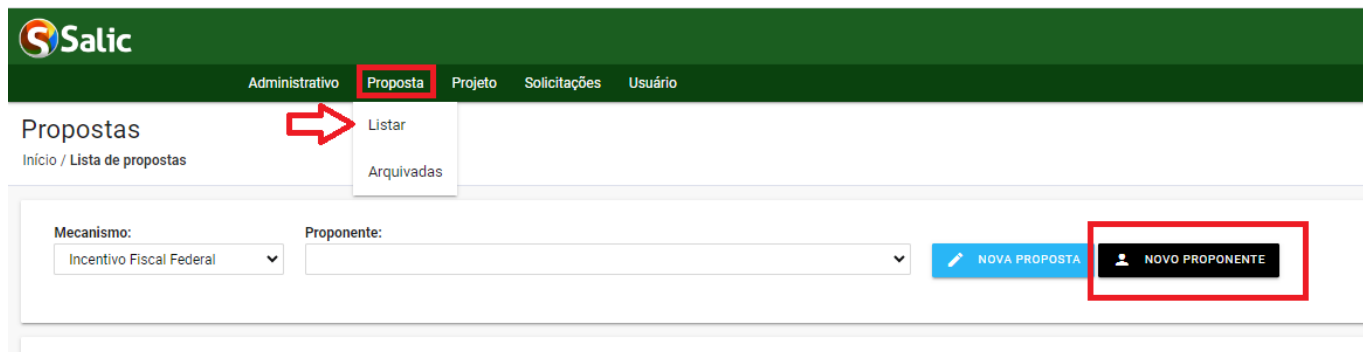 Salic
Administrativo Proposta Projeto Solicitações Usuário
Propostas
Listar
Início / Lista de propostas
Arquivadas
Mecanismo: Proponente:
Incentivo Fiscal Federal NOVA PROPOSTA NOVO PROPONENTE